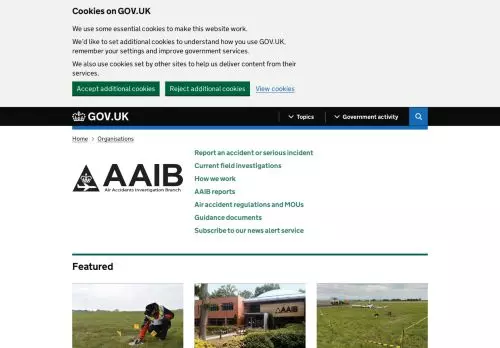 Cookies on GOV.UK
We use some essential cookies to make this website work.
We'd like to set additional cookies to understand how you use GOV.UK,
remember your settings and improve government services.
We also use cookies set by other sites to help us deliver content from their
services.
Accept additional cookies
Reject additional cookies
View cookies
GOV.UK
Topics
Government activity
Home
Organisations
AAIB
Air Accidents Investigation Branch
Report an accident or serious incident
Current field investigations
How we work
AAIB reports
Air accident regulations and MOUs
Guidance documents
Subscribe to our news alert service
Featured
AAIB